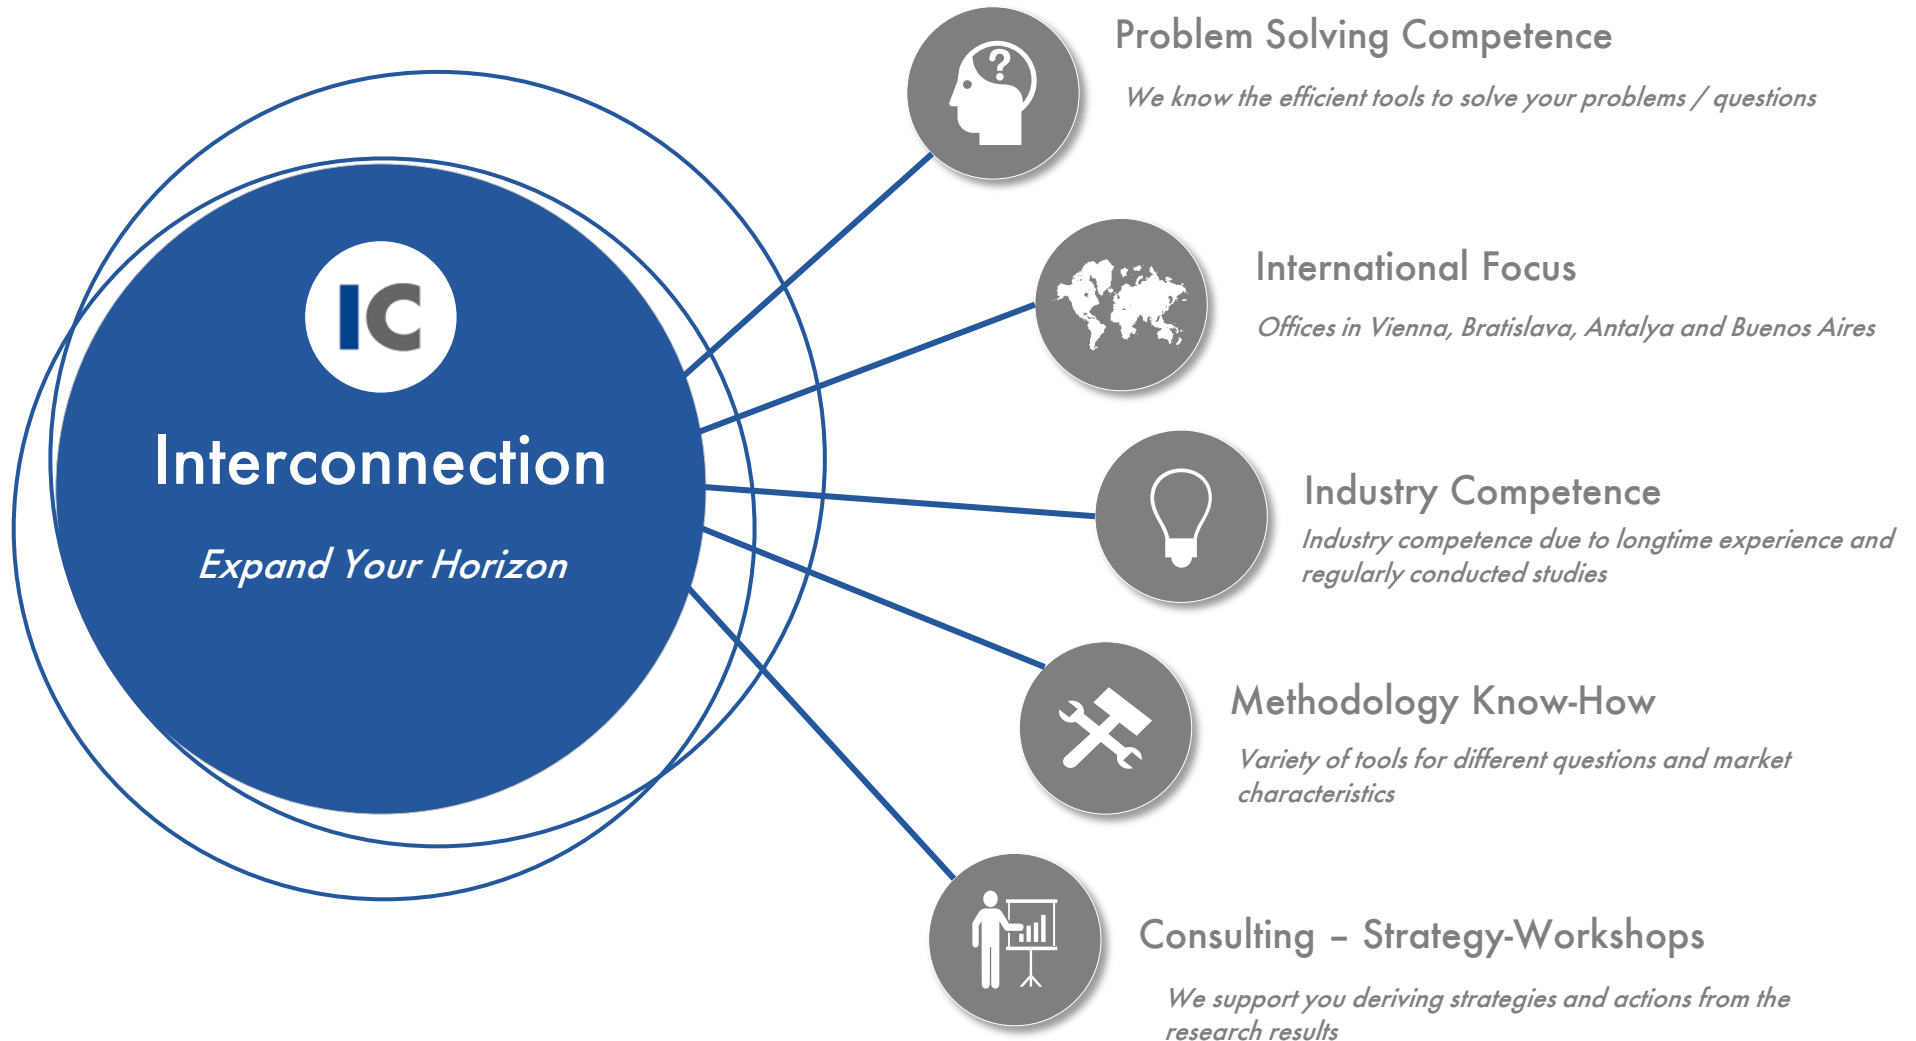 IC
Interconnection
Expand Your Horizon
?
Problem Solving Competence
We know the efficient tools to solve your problems / questions
International Focus
Offices in Vienna, Bratislava, Antalya and Buenos Aires
Industry Competence
Industry competence due to longtime experience and
regularly conducted studies
Methodology Know-How
Variety of tools for different questions and market
characteristics
Consulting – Strategy-Workshops
We support you deriving strategies and actions from the
research results